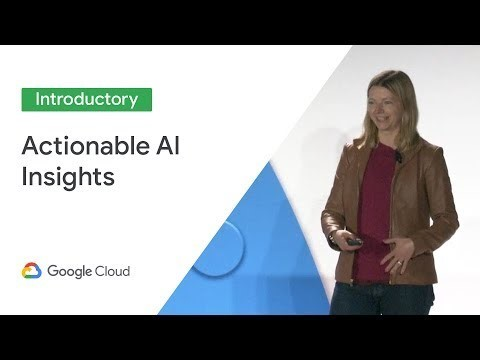 Introductory
Actionable AI
Insights
Google Cloud